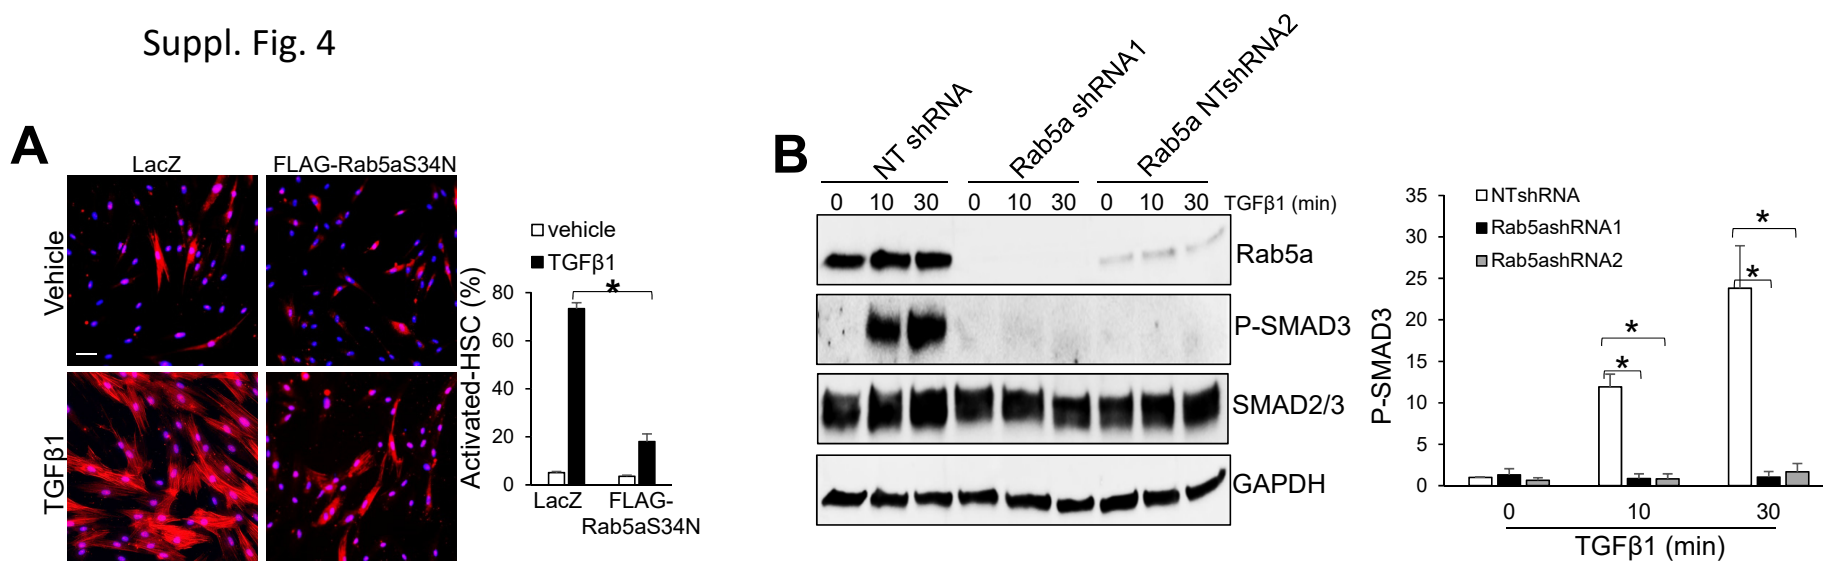 Suppl. Fig. 4
A
LacZ
FLAG-Rab5aS34N
Vehicle
TGFβ1
vehicle
TGFβ1
Activated-HSC (%)
80
60
40
20
0
*
LacZ
FLAG-
Rab5aS34N
B
NT shRNA
Rab5a shRNA1
Rab5a NTshRNA2
0 10 30 0 10 30 0 10 30 TGFβ1 (min)
Rab5a
P-SMAD3
SMAD2/3
GAPDH
P-SMAD3
35
30
25
20
15
10
5
0
NTshRNA
Rab5ashRNA1
Rab5ashRNA2
*
*
*
*
0 10 30
TGFβ1 (min)